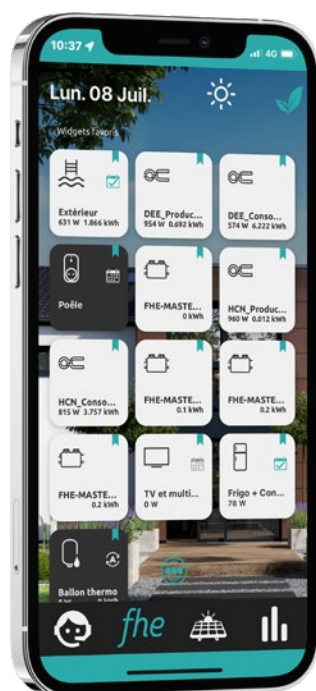 10:37
4G
Lun. 08 Juil.
Widgets favoris
Extérieur
631 W 1.866 kWh
DEE_Produc...
954 W 0.692 kWh
DEE_Conso...
574 W 6.222 kWh
Poêle
FHE-MASTE...
0 kWh
HCN_Produc...
960 W 0.012 kWh
HCN_Conso...
815 W 3.757 kWh
FHE-MASTE...
0.1 kWh
FHE-MASTE...
0.2 kWh
FHE-MASTE...
0.2 kWh
TV et multi...
0 W
Frigo + Con...
78 W
Ballon thermo
fhe